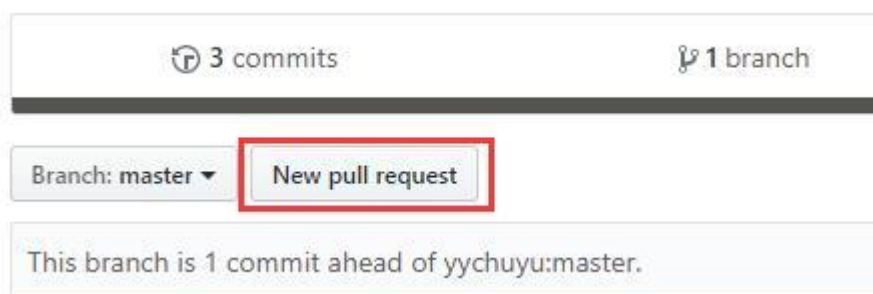 3 commits
1 branch
Branch: master
New pull request
This branch is 1 commit ahead of yychuyu:master.